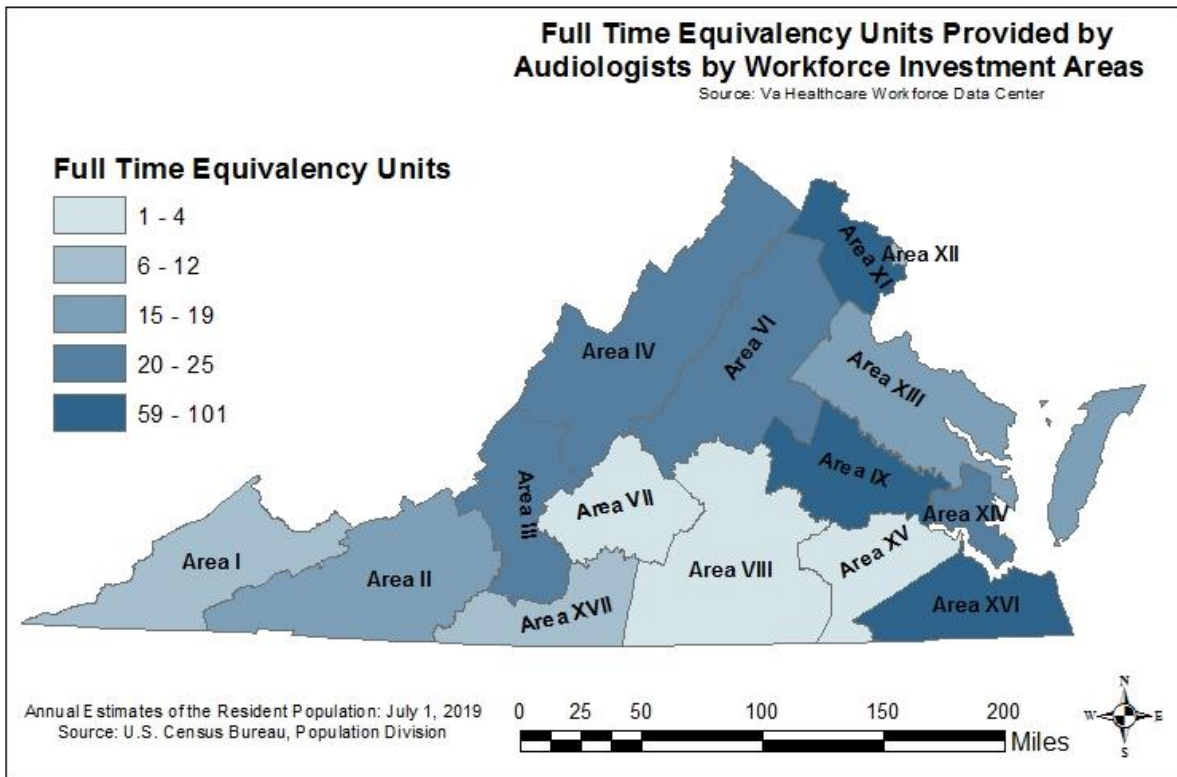 Full Time Equivalency Units Provided by
Audiologists by Workforce Investment Areas
Source: Va Healthcare Workforce Data Center
Full Time Equivalency Units
1 - 4
6 - 12
15 - 19
20 - 25
59 - 101
Area XII
Area XI
Area IV
Area VI
Area XIII
Area IX
Area III
Area VII
Area XIV
Area XV
Area I
Area II
Area VIII
Area XVII
Area XVI
Annual Estimates of the Resident Population: July 1, 2019
Source: U.S. Census Bureau, Population Division
0 25 50 100 150 200
Miles
N
W E
S